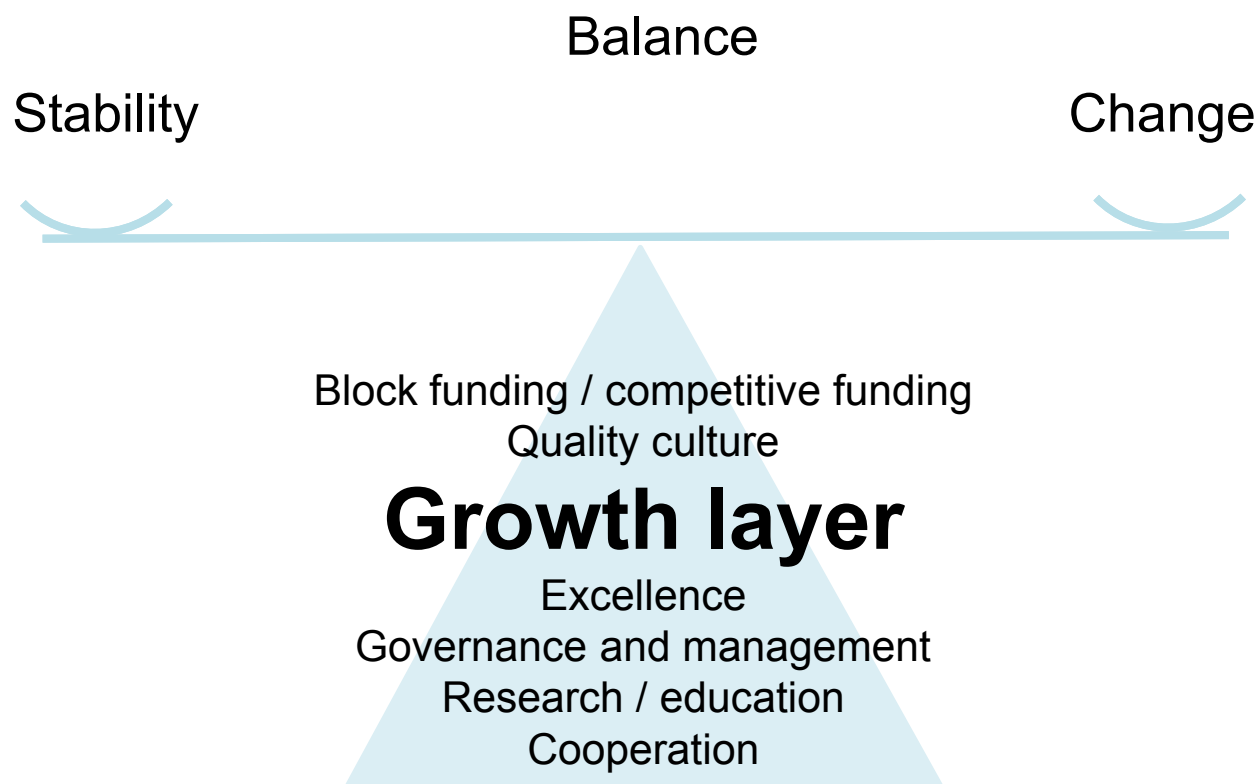 Balance
Stability
Change
Block funding / competitive funding
Quality culture
Growth layer
Excellence
Governance and management
Research / education
Cooperation